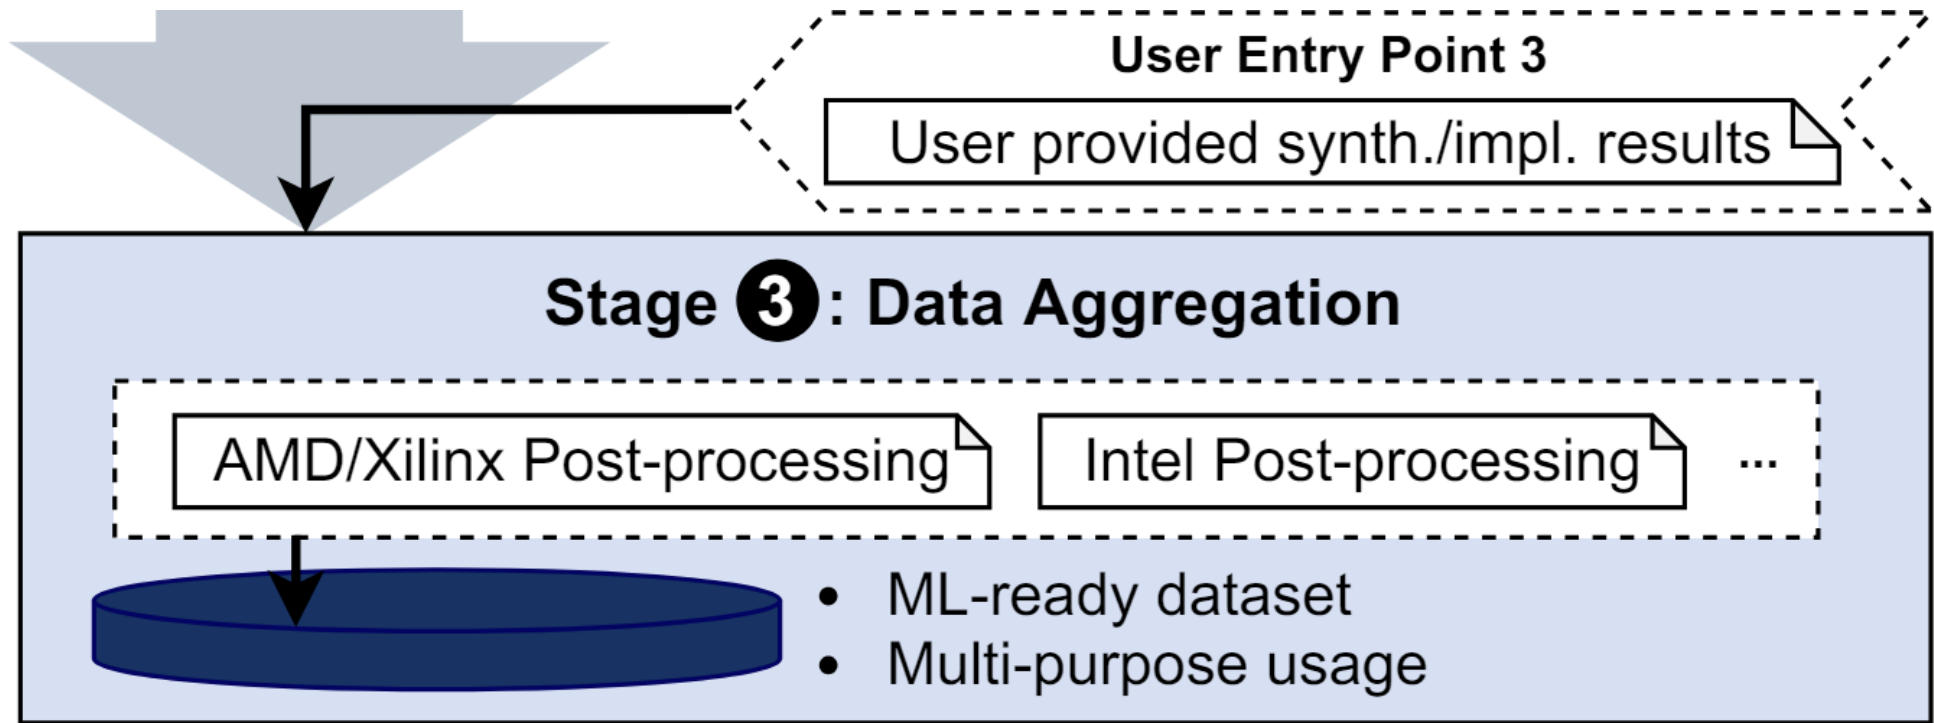 User Entry Point 3
User provided synth./impl. results
Stage 3: Data Aggregation
AMD/Xilinx Post-processing
Intel Post-processing
...
• ML-ready dataset
• Multi-purpose usage